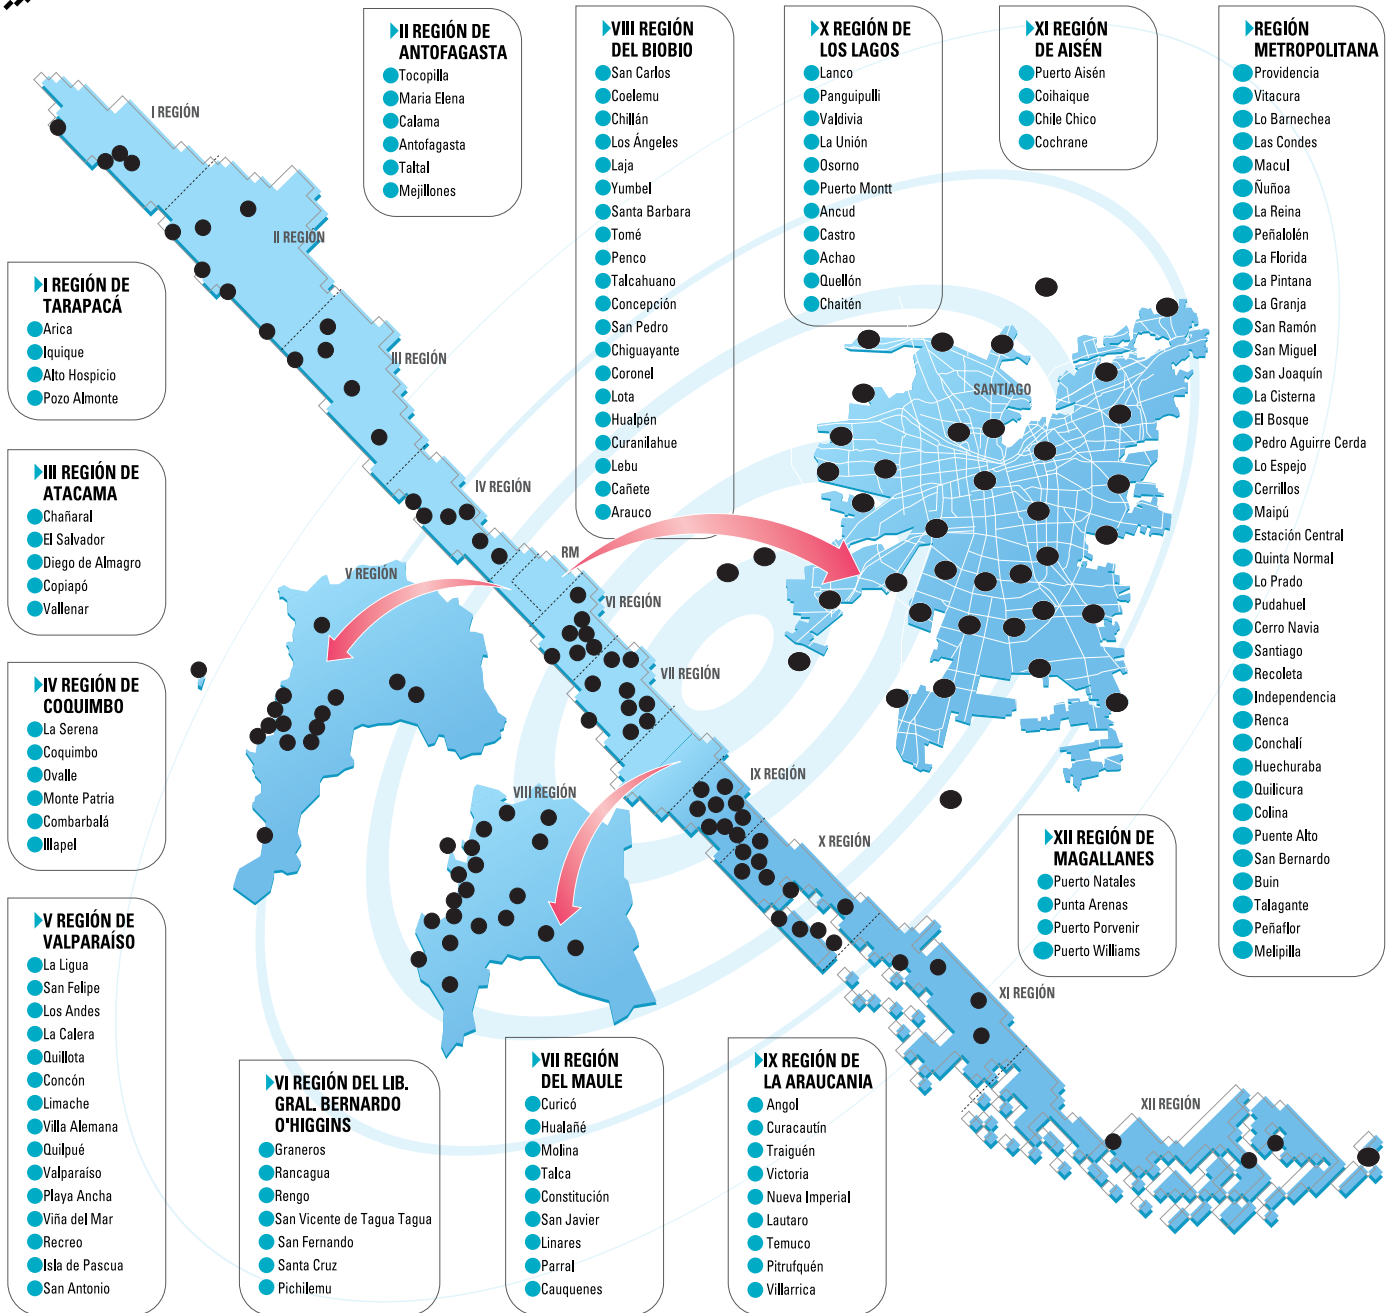 II REGIÓN DE
ANTOFAGASTA
Tocopilla
Maria Elena
Calama
Antofagasta
Taltal
Mejillones
VIII REGIÓN
DEL BIOBIO
San Carlos
Coelemu
Chillán
Los Ángeles
Laja
Yumbel
Santa Barbara
Tomé
Penco
Talcahuano
Concepción
San Pedro
Chiguayante
Coronel
Lota
Hualpén
Curanilahue
Lebu
Cañete
Arauco
X REGIÓN DE
LOS LAGOS
Lanco
Panguipulli
Valdivia
La Unión
Osorno
Puerto Montt
Ancud
Castro
Achao
Quellón
Chaitén
XI REGIÓN
DE AISÉN
Puerto Aisén
Coihaique
Chile Chico
Cochrane
REGIÓN
METROPOLITANA
Providencia
Vitacura
Lo Barnechea
Las Condes
Macul
Ñuñoa
La Reina
Peñalolén
La Florida
La Pintana
La Granja
San Ramón
San Miguel
San Joaquín
La Cisterna
El Bosque
Pedro Aguirre Cerda
Lo Espejo
Cerrillos
Maipú
Estación Central
Quinta Normal
Lo Prado
Pudahuel
Cerro Navia
Santiago
Recoleta
Independencia
Renca
Conchalí
Huechuraba
Quilicura
Colina
Puente Alto
San Bernardo
Buin
Talagante
Peñaflor
Melipilla
I REGIÓN
II REGIÓN
III REGIÓN
IV REGIÓN
RM
V REGIÓN
VI REGIÓN
VII REGIÓN
VIII REGIÓN
IX REGIÓN
X REGIÓN
XI REGIÓN
XII REGIÓN
SANTIAGO
I REGIÓN DE
TARAPACÁ
Arica
Iquique
Alto Hospicio
Pozo Almonte
III REGIÓN DE
ATACAMA
Chañaral
El Salvador
Diego de Almagro
Copiapó
Vallenar
IV REGIÓN DE
COQUIMBO
La Serena
Coquimbo
Ovalle
Monte Patria
Combarbalá
Illapel
V REGIÓN DE
VALPARAÍSO
La Ligua
San Felipe
Los Andes
La Calera
Quillota
Concón
Limache
Villa Alemana
Quilpué
Valparaíso
Playa Ancha
Viña del Mar
Recreo
Isla de Pascua
San Antonio
VI REGIÓN DEL LIB.
GRAL. BERNARDO
O'HIGGINS
Graneros
Rancagua
Rengo
San Vicente de Tagua Tagua
San Fernando
Santa Cruz
Pichilemu
VII REGIÓN
DEL MAULE
Curicó
Hualañé
Molina
Talca
Constitución
San Javier
Linares
Parral
Cauquenes
IX REGIÓN DE
LA ARAUCANIA
Angol
Curacautín
Traiguén
Victoria
Nueva Imperial
Lautaro
Temuco
Pitrufquén
Villarrica
XII REGIÓN DE
MAGALLANES
Puerto Natales
Punta Arenas
Puerto Porvenir
Puerto Williams